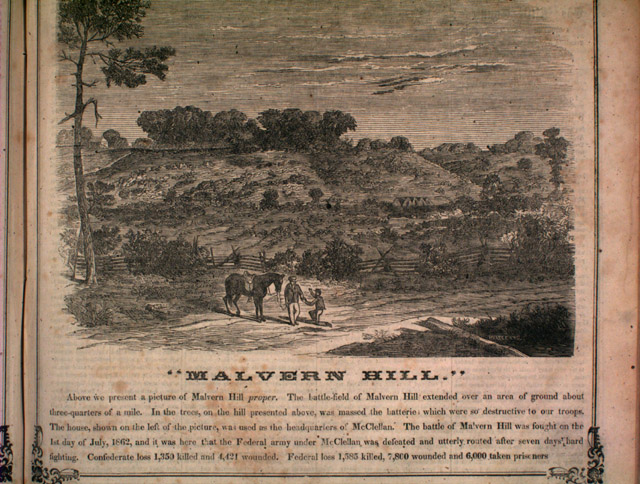 "MALVERN HILL."
Above we present a picture of Malvern Hill proper. The battle-field of Malvern Hill extended over an area of ground about
three-quarters of a mile. In the trees, on the hill presented above, was massed the batteries which were so destructive to our troops.
The house, shown on the left of the picture, was used as the headquarters of McClellan. The battle of Malvern Hill was fought on the
1st day of July, 1862, and it was here that the Federal army under McClellan was defeated and utterly routed after seven days' hard
fighting. Confederate loss 1,350 killed and 4,421 wounded. Federal loss 1,585 killed, 7,800 wounded and 6,000 taken prisoners